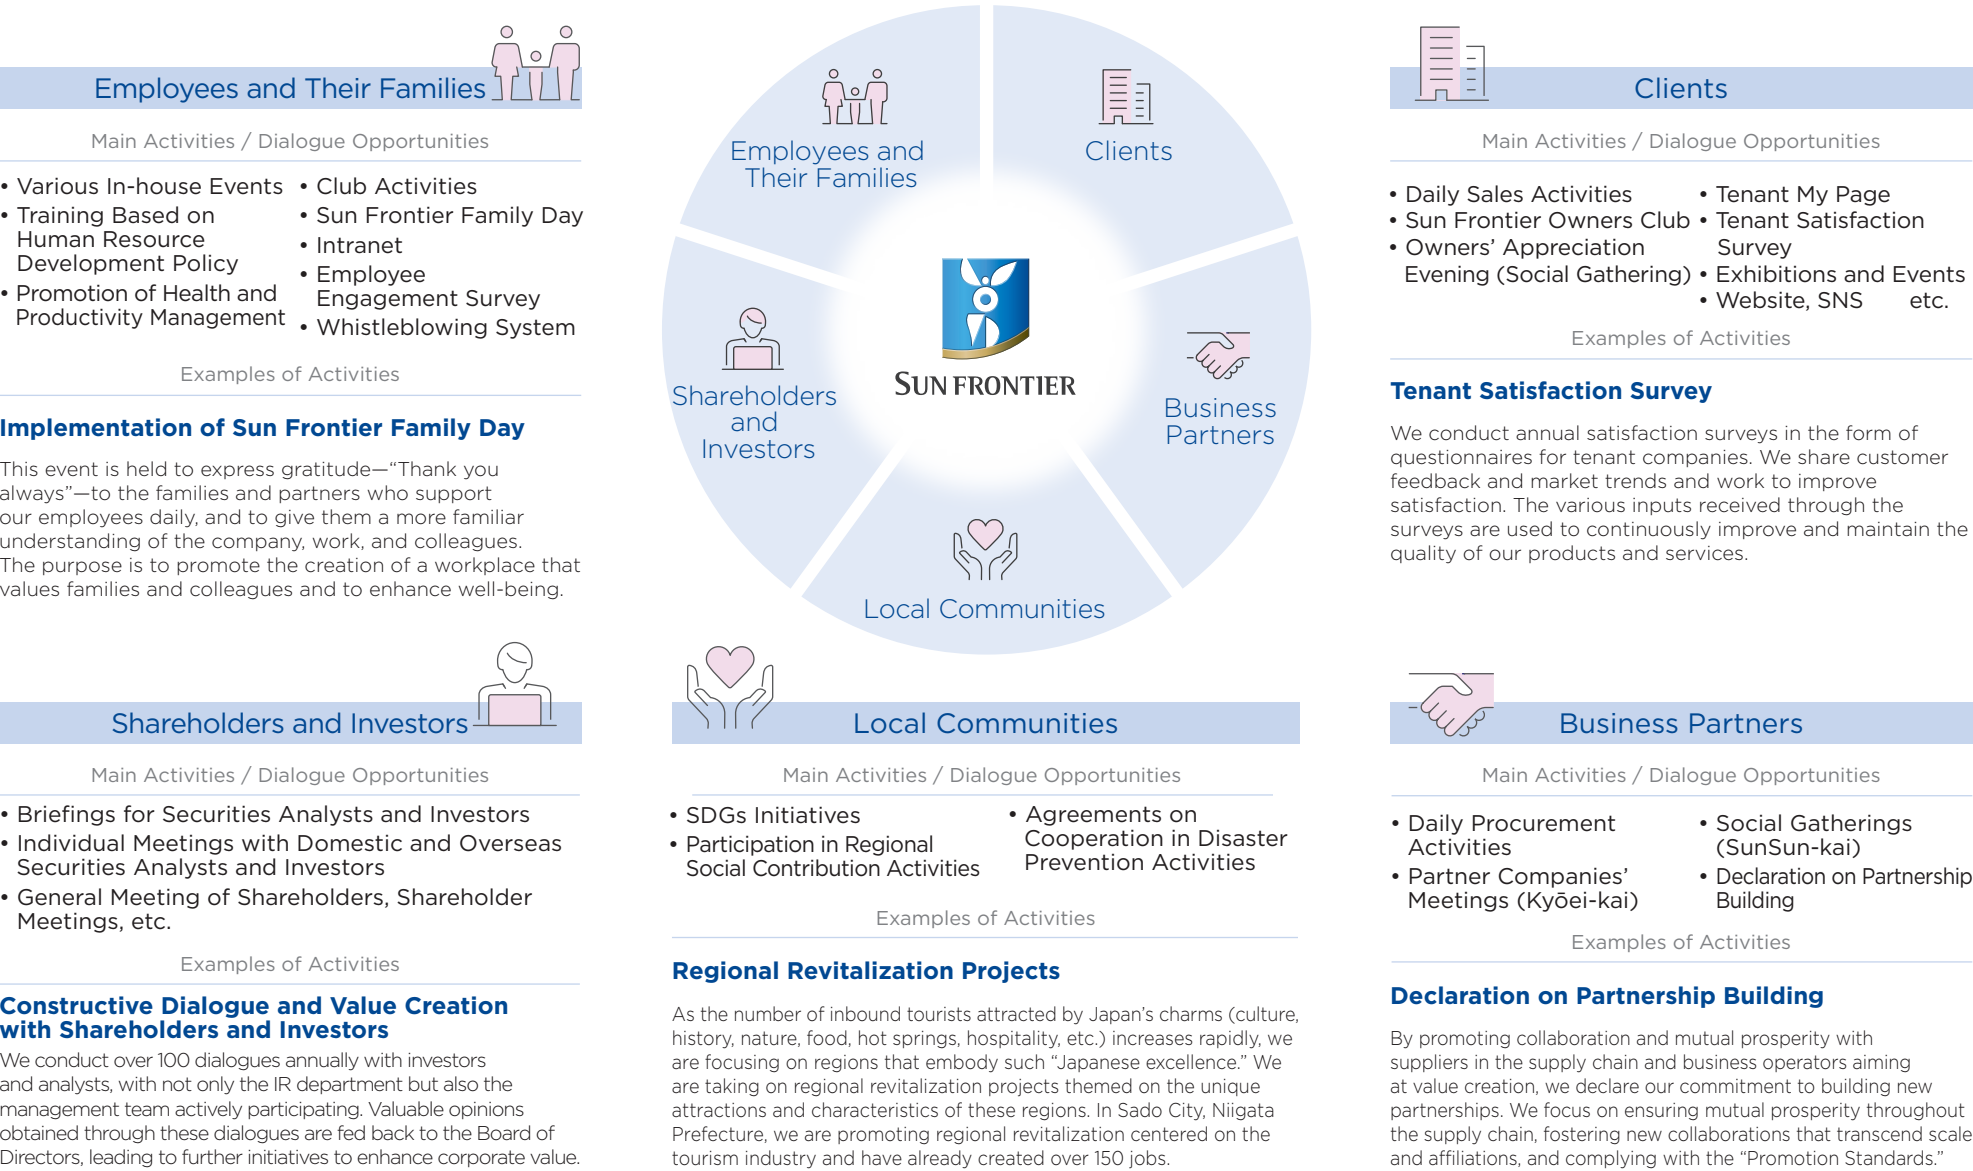 Employees and Their Families
Main Activities / Dialogue Opportunities
• Various In-house Events
• Training Based on
Human Resource
Development Policy
• Promotion of Health and
Productivity Management
• Club Activities
• Sun Frontier Family Day
• Intranet
• Employee
Engagement Survey
• Whistleblowing System
Examples of Activities
Implementation of Sun Frontier Family Day
This event is held to express gratitude—“Thank you
always”—to the families and partners who support
our employees daily, and to give them a more familiar
understanding of the company, work, and colleagues.
The purpose is to promote the creation of a workplace that
values families and colleagues and to enhance well-being.
Employees and
Their Families
Clients
Shareholders
and
Investors
SUN FRONTIER
Business
Partners
Local Communities
Clients
Main Activities / Dialogue Opportunities
• Daily Sales Activities
• Sun Frontier Owners Club
• Owners’ Appreciation
Evening (Social Gathering)
• Tenant My Page
• Tenant Satisfaction
Survey
• Exhibitions and Events
• Website, SNS etc.
Examples of Activities
Tenant Satisfaction Survey
We conduct annual satisfaction surveys in the form of
questionnaires for tenant companies. We share customer
feedback and market trends and work to improve
satisfaction. The various inputs received through the
surveys are used to continuously improve and maintain the
quality of our products and services.
Shareholders and Investors
Main Activities / Dialogue Opportunities
• Briefings for Securities Analysts and Investors
• Individual Meetings with Domestic and Overseas
Securities Analysts and Investors
• General Meeting of Shareholders, Shareholder
Meetings, etc.
Examples of Activities
Constructive Dialogue and Value Creation
with Shareholders and Investors
We conduct over 100 dialogues annually with investors
and analysts, with not only the IR department but also the
management team actively participating. Valuable opinions
obtained through these dialogues are fed back to the Board of
Directors, leading to further initiatives to enhance corporate value.
Local Communities
Main Activities / Dialogue Opportunities
• SDGs Initiatives
• Participation in Regional
Social Contribution Activities
• Agreements on
Cooperation in Disaster
Prevention Activities
Examples of Activities
Regional Revitalization Projects
As the number of inbound tourists attracted by Japan’s charms (culture,
history, nature, food, hot springs, hospitality, etc.) increases rapidly, we
are focusing on regions that embody such “Japanese excellence.” We
are taking on regional revitalization projects themed on the unique
attractions and characteristics of these regions. In Sado City, Niigata
Prefecture, we are promoting regional revitalization centered on the
tourism industry and have already created over 150 jobs.
Business Partners
Main Activities / Dialogue Opportunities
• Daily Procurement
Activities
• Partner Companies’
Meetings (Kyōei-kai)
• Social Gatherings
(SunSun-kai)
• Declaration on Partnership
Building
Examples of Activities
Declaration on Partnership Building
By promoting collaboration and mutual prosperity with
suppliers in the supply chain and business operators aiming
at value creation, we declare our commitment to building new
partnerships. We focus on ensuring mutual prosperity throughout
the supply chain, fostering new collaborations that transcend scale
and affiliations, and complying with the “Promotion Standards.”